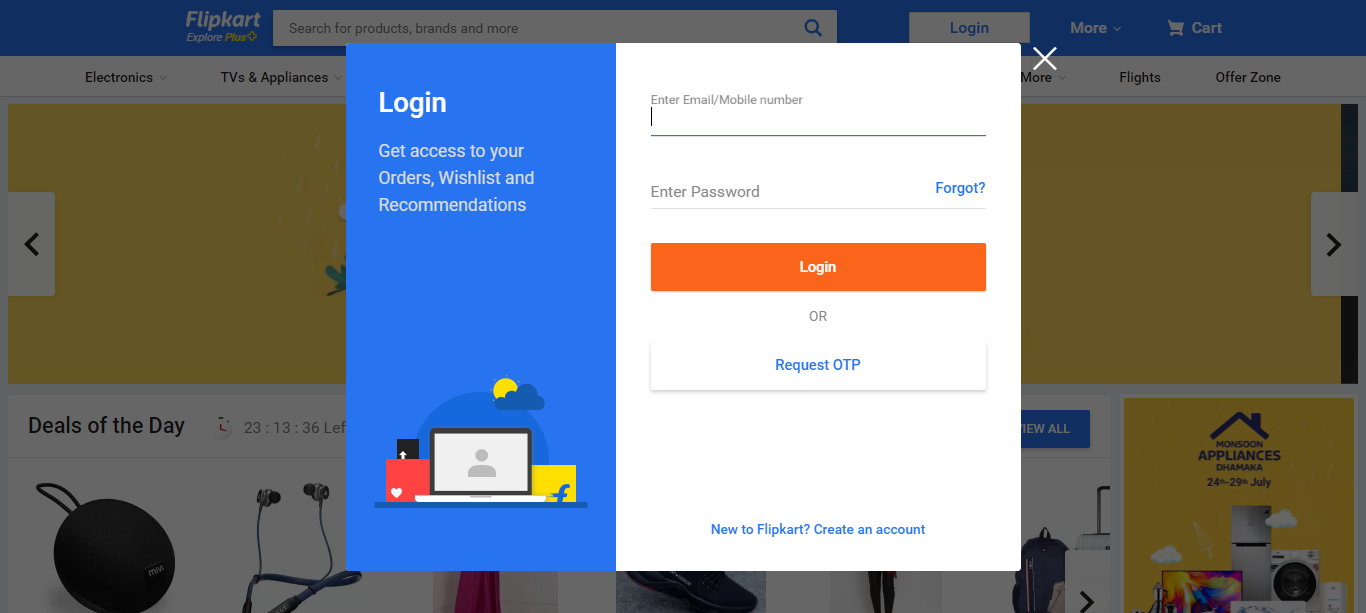 Flipkart
Explore Plus
Search for products, brands and more
Login
More
Cart
Electronics
TVs & Appliances
More
Flights
Offer Zone
Login
Get access to your
Orders, Wishlist and
Recommendations
Enter Email/Mobile number
Enter Password
Forgot?
Login
OR
Request OTP
New to Flipkart? Create an account
Deals of the Day
23 : 13 : 36 Lef
VIEW ALL
MONSOON
APPLIANCES
DHAMAKA
24th-29th July
mivi